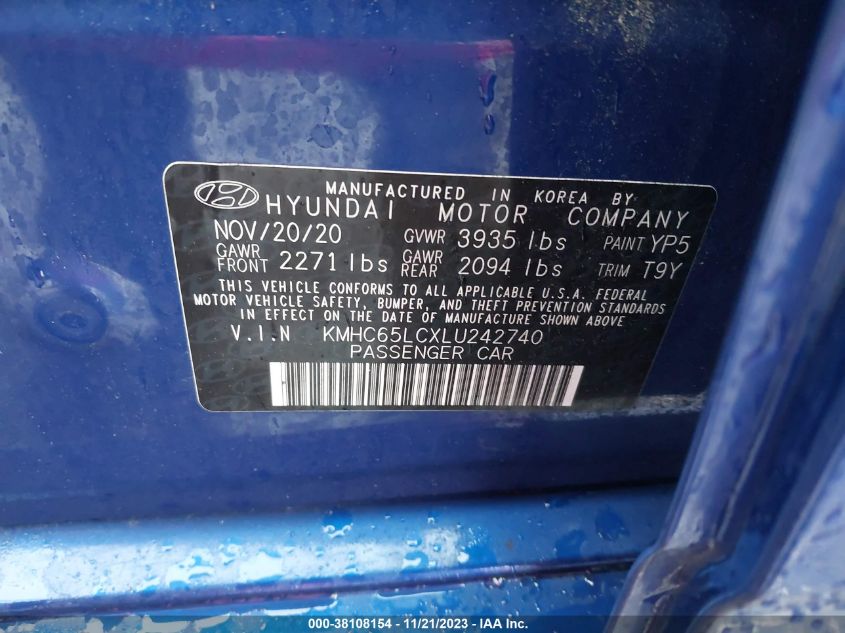 MANUFACTURED IN KOREA BY
HYUNDAI MOTOR COMPANY
NOV/20/20 GVWR 3935 lbs PAINT YP5
GAWR FRONT 2271 lbs GAWR REAR 2094 lbs TRIM T9Y
THIS VEHICLE CONFORMS TO ALL APPLICABLE U.S.A. FEDERAL
MOTOR VEHICLE SAFETY, BUMPER, AND THEFT PREVENTION STANDARDS
IN EFFECT ON THE DATE OF MANUFACTURE SHOWN ABOVE
V.I.N KMHC65LCXLU242740
PASSENGER CAR
000-38108154 - 11/21/2023 - IAA Inc.